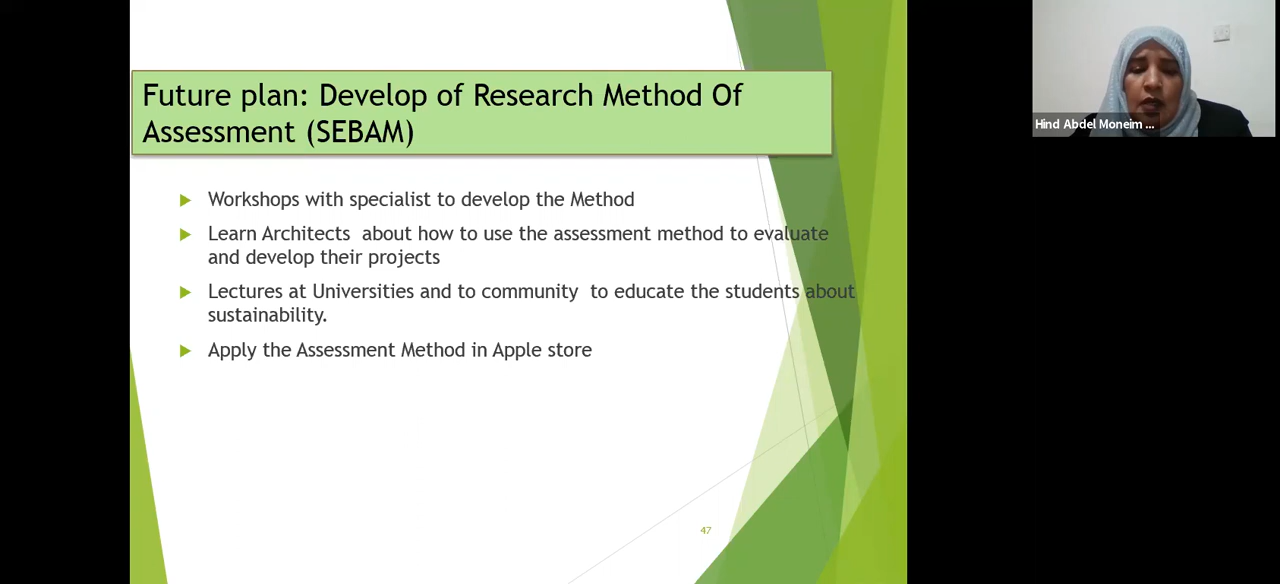 Future plan: Develop of Research Method Of
Assessment (SEBAM)
Workshops with specialist to develop the Method
Learn Architects  about how to use the assessment method to evaluate
and develop their projects
Lectures at Universities and to community  to educate the students about
sustainability.
Apply the Assessment Method in Apple store
47
Hind Abdel Moneim ...